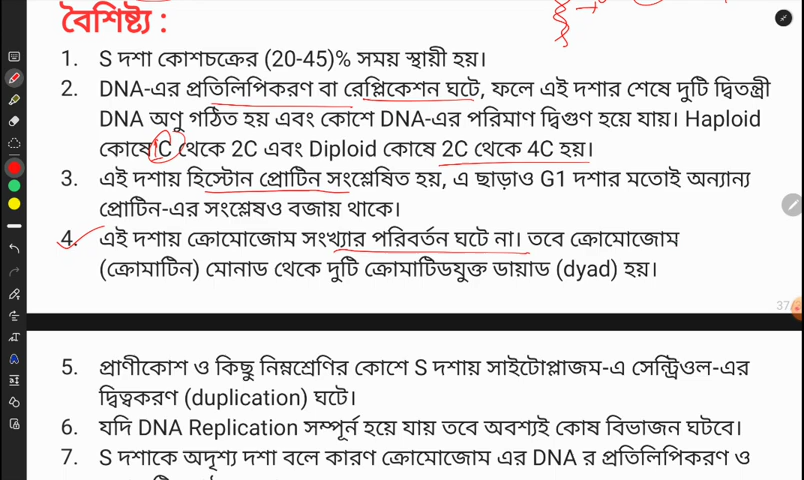 বৈশিষ্ট্য :
1. S দশা কোশচক্রের (20-45)% সময় স্থায়ী হয়।
2. DNA-এর প্রতিলিপিকরণ বা রেপ্লিকেশন ঘটে, ফলে এই দশার শেষে দুটি দ্বিতন্ত্রী
DNA অণু গঠিত হয় এবং কোশে DNA-এর পরিমাণ দ্বিগুণ হয়ে যায়। Haploid
কোষে 1C থেকে 2C এবং Diploid কোষে 2C থেকে 4C হয়।
3. এই দশায় হিস্টোন প্রোটিন সংশ্লেষিত হয়, এ ছাড়াও G1 দশার মতোই অন্যান্য
প্রোটিন-এর সংশ্লেষও বজায় থাকে।
4. এই দশায় ক্রোমোজোম সংখ্যার পরিবর্তন ঘটে না। তবে ক্রোমোজোম
(ক্রোমাটিন) মোনাড থেকে দুটি ক্রোমাটিডযুক্ত ডায়াড (dyad) হয়।
5. প্রাণীকোশ ও কিছু নিম্নশ্রেণির কোশে S দশায় সাইটোপ্লাজম-এ সেন্ট্রিওল-এর
দ্বিত্বকরণ (duplication) ঘটে।
6. যদি DNA Replication সম্পূর্ন হয়ে যায় তবে অবশ্যই কোষ বিভাজন ঘটবে।
7. S দশাকে অদৃশ্য দশা বলে কারণ ক্রোমোজোম এর DNA র প্রতিলিপিকরণ ও